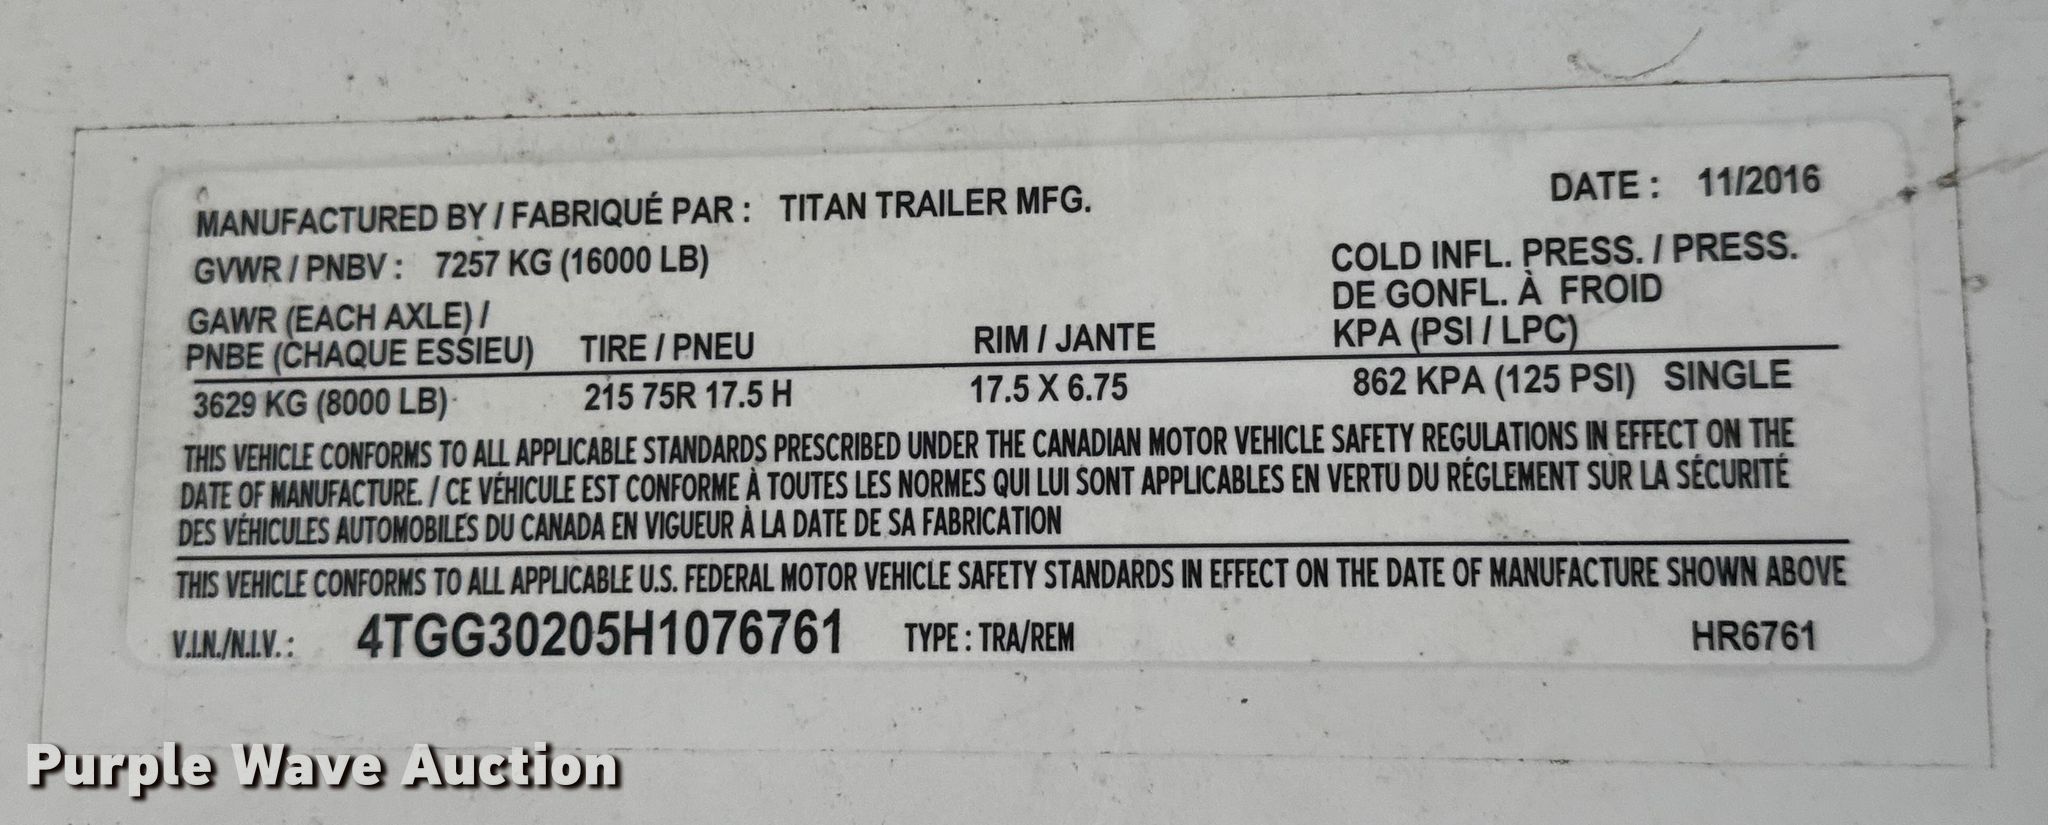 MANUFACTURED BY / FABRIQUÉ PAR : TITAN TRAILER MFG. DATE : 11/2016
GVWR / PNBV : 7257 KG (16000 LB)
COLD INFL. PRESS. / PRESS.
DE GONFL. À FROID
KPA (PSI / LPC)
GAWR (EACH AXLE) /
PNBE (CHAQUE ESSIEU) TIRE / PNEU RIM / JANTE
3629 KG (8000 LB) 215 75R 17.5 H 17.5 X 6.75 862 KPA (125 PSI) SINGLE
THIS VEHICLE CONFORMS TO ALL APPLICABLE STANDARDS PRESCRIBED UNDER THE CANADIAN MOTOR VEHICLE SAFETY REGULATIONS IN EFFECT ON THE
DATE OF MANUFACTURE. / CE VÉHICULE EST CONFORME À TOUTES LES NORMES QUI LUI SONT APPLICABLES EN VERTU DU RÉGLEMENT SUR LA SÉCURITÉ
DES VÉHICULES AUTOMOBILES DU CANADA EN VIGUEUR À LA DATE DE SA FABRICATION
THIS VEHICLE CONFORMS TO ALL APPLICABLE U.S. FEDERAL MOTOR VEHICLE SAFETY STANDARDS IN EFFECT ON THE DATE OF MANUFACTURE SHOWN ABOVE
V.I.N./N.I.V. : 4TGG30205H1076761 TYPE : TRA/REM HR6761
Purple Wave Auction